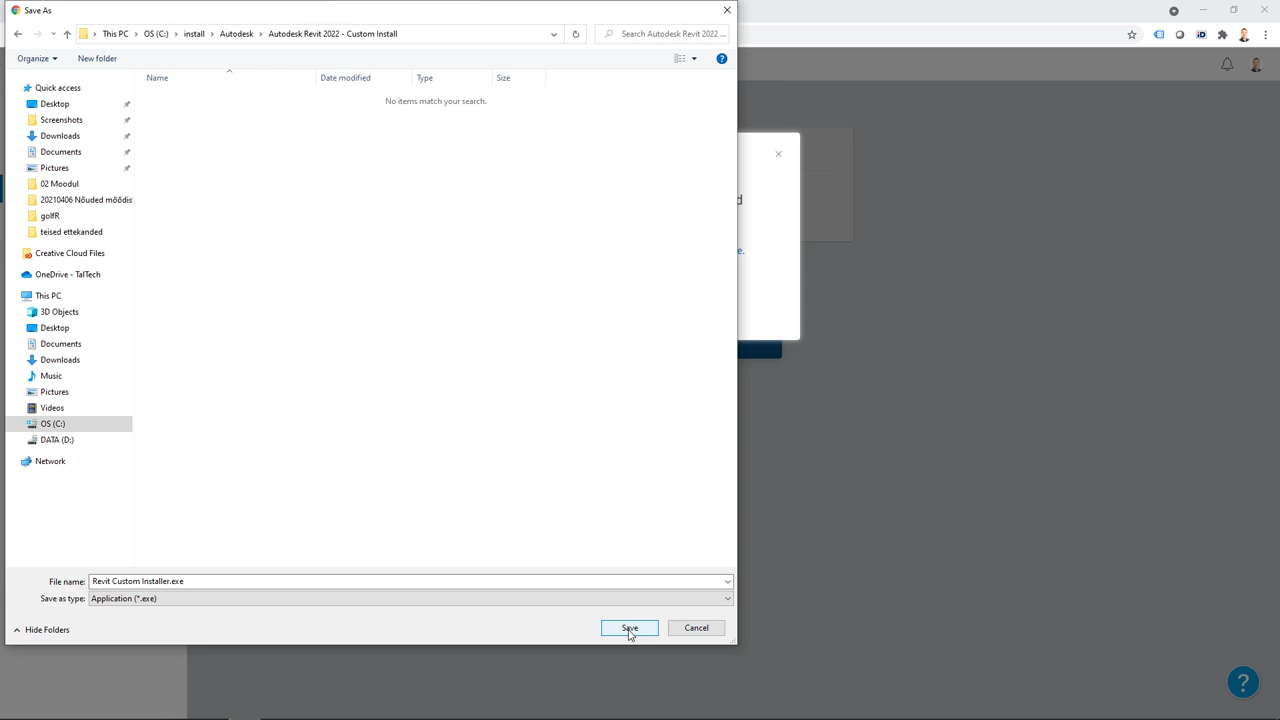 Save As
This PC > OS (C:) > install > Autodesk > Autodesk Revit 2022 - Custom Install
Search Autodesk Revit 2022 ...
Organize
New folder
?
Name
Date modified
Type
Size
No items match your search.
Quick access
Desktop
Screenshots
Downloads
Documents
Pictures
02 Moodul
20210406 Nõuded mõõdis
golfR
teised ettekanded
Creative Cloud Files
OneDrive - TalTech
This PC
3D Objects
Desktop
Documents
Downloads
Music
Pictures
Videos
OS (C:)
DATA (D:)
Network
d
e.
File name: Revit Custom Installer.exe
Save as type: Application (*.exe)
Hide Folders
Save
Cancel
?